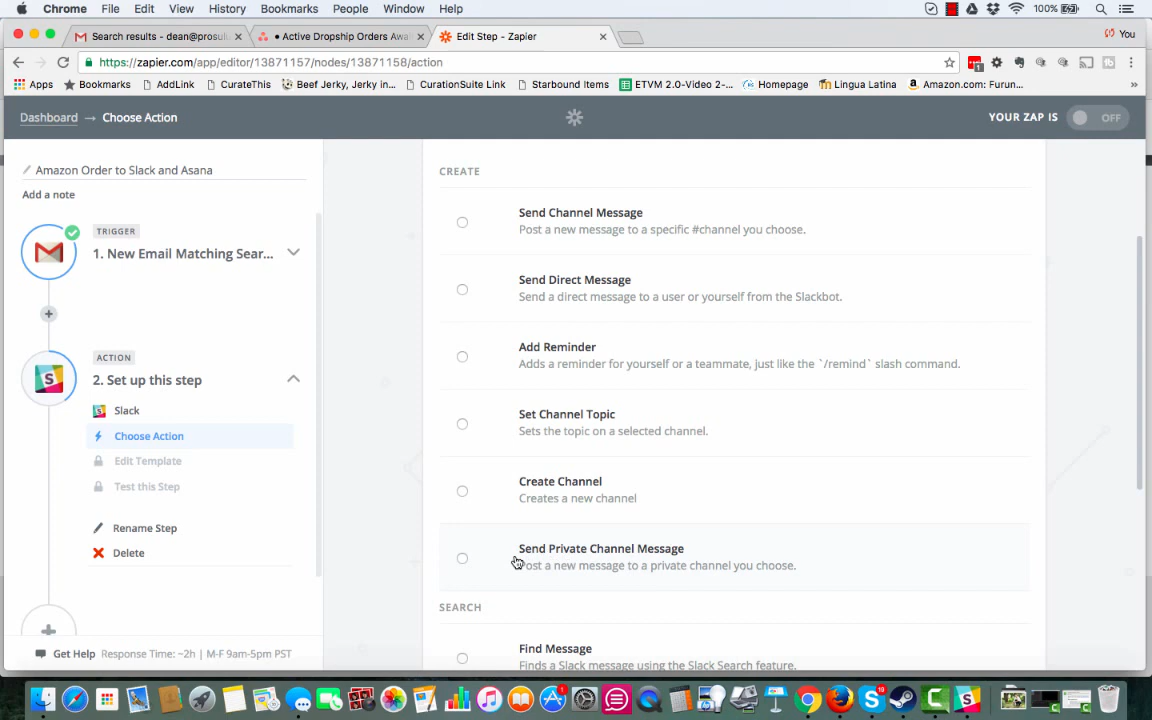 Chrome File Edit View History Bookmarks People Window Help 100%
Search results - dean@prosul
• Active Dropship Orders Awai
Edit Step - Zapier
You
https://zapier.com/app/editor/13871157/nodes/13871158/action
Apps Bookmarks AddLink CurateThis Beef Jerky, Jerky in... CurationSuite Link Starbound Items ETVM 2.0-Video 2-... Homepage Lingua Latina Amazon.com: Furun... »
Dashboard → Choose Action
YOUR ZAP IS OFF
Amazon Order to Slack and Asana
Add a note
TRIGGER
1. New Email Matching Sear...
ACTION
2. Set up this step
Slack
Choose Action
Edit Template
Test this Step
Rename Step
Delete
Get Help Response Time: ~2h | M-F 9am-5pm PST
CREATE
Send Channel Message
Post a new message to a specific #channel you choose.
Send Direct Message
Send a direct message to a user or yourself from the Slackbot.
Add Reminder
Adds a reminder for yourself or a teammate, just like the `/remind` slash command.
Set Channel Topic
Sets the topic on a selected channel.
Create Channel
Creates a new channel
Send Private Channel Message
Post a new message to a private channel you choose.
SEARCH
Find Message
Finds a Slack message using the Slack Search feature.